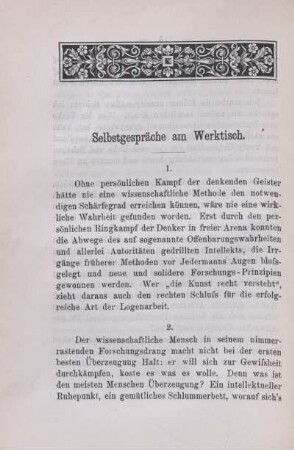 Selbstgespräche am Werktisch.
1.
Ohne persönlichen Kampf der denkenden Geister
hätte nie eine wissenschaftliche Methode den notwen-
digen Schärfegrad erreichen können, wäre nie eine wirk-
liche Wahrheit gefunden worden. Erst durch den per-
sönlichen Ringkampf der Denker in freier Arena konnten
die Abwege des auf sogenannte Offenbarungswahrheiten
und allerlei Autoritäten gedrillten Intellekts, die Irr-
gänge früherer Methoden vor Jedermanns Augen blofs-
gelegt und neue und solidere Forschungs-Prinzipien
gewonnen werden. Wer „die Kunst recht versteht",
zieht daraus auch den rechten Schlufs für die erfolg-
reiche Art der Logenarbeit.
2.
Der wissenschaftliche Mensch in seinem nimmer-
rastenden Forschungsdrang macht nicht bei der ersten
besten Überzeugung Halt; er will sich zur Gewifsheit
durchkämpfen, koste es was es wolle. Denn was ist
den meisten Menschen Überzeugung? Ein intellektueller
Ruhepunkt, ein gemütliches Schlummerbett, worauf sich's